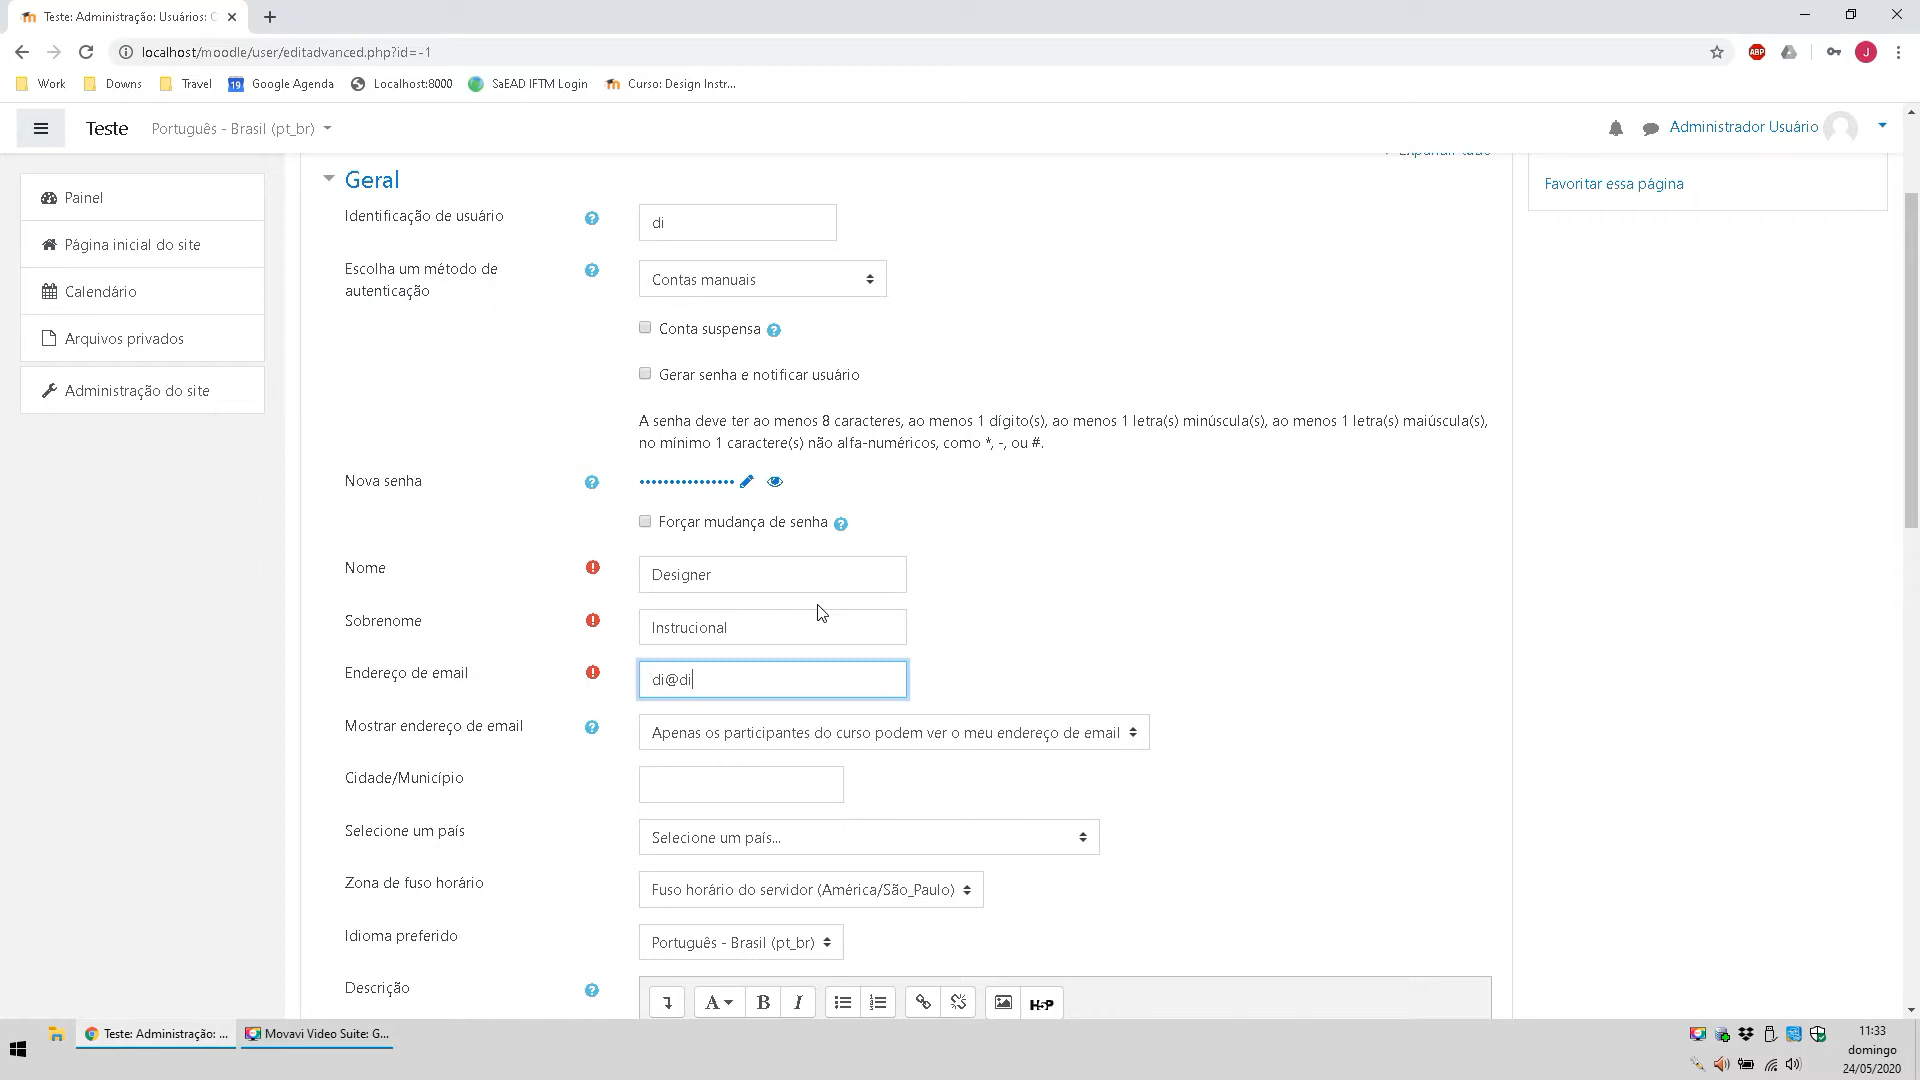 Teste: Administração: Usuários: C
localhost/moodle/user/editadvanced.php?id=-1
ABP
J
Work
Downs
Travel
19
Google Agenda
Localhost:8000
SaEAD IFTM Login
Curso: Design Instr...
Teste
Português - Brasil (pt_br)
Administrador Usuário
Painel
Página inicial do site
Calendário
Arquivos privados
Administração do site
Geral
Favoritar essa página
Identificação de usuário
di
Escolha um método de
autenticação
Contas manuais
Conta suspensa
Gerar senha e notificar usuário
A senha deve ter ao menos 8 caracteres, ao menos 1 dígito(s), ao menos 1 letra(s) minúscula(s), ao menos 1 letra(s) maiúscula(s),
no mínimo 1 caractere(s) não alfa-numéricos, como *, -, ou #.
Nova senha
Forçar mudança de senha
Nome
Designer
Sobrenome
Instrucional
Endereço de email
di@di
Mostrar endereço de email
Apenas os participantes do curso podem ver o meu endereço de email
Cidade/Município
Selecione um país
Selecione um país...
Zona de fuso horário
Fuso horário do servidor (América/São_Paulo)
Idioma preferido
Português - Brasil (pt_br)
Descrição
A
B
I
H5P
Teste: Administração: ...
Movavi Video Suite: G...
11:33
domingo
24/05/2020